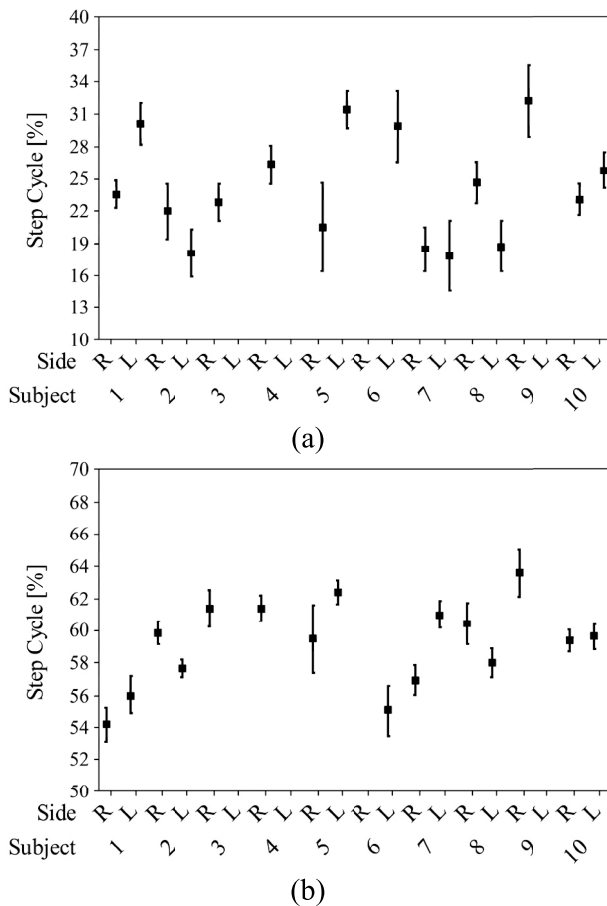 40
37
34
31
28
25
22
19
16
13
10
Step Cycle [%]
Side R L R L R L R L R L R L R L R L R L R L
Subject 1 2 3 4 5 6 7 8 9 10
(a)
70
68
66
64
62
60
58
56
54
52
50
Step Cycle [%]
Side R L R L R L R L R L R L R L R L R L R L
Subject 1 2 3 4 5 6 7 8 9 10
(b)